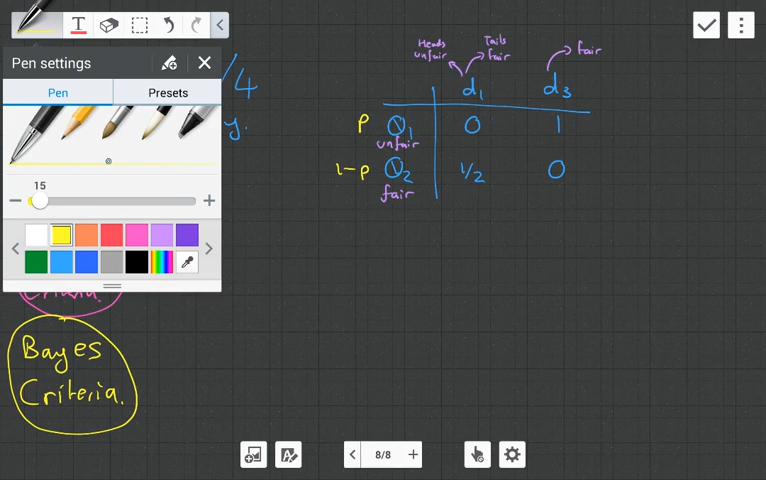 T
Pen settings
Pen
Presets
15
/4
y.
Heads
unfair
Tails
fair
fair
d₁
d₃
P
θ₁
0
1
unfair
1-P
θ₂
1/2
0
fair
Criteria.
Bayes
Criteria.
A
8/8